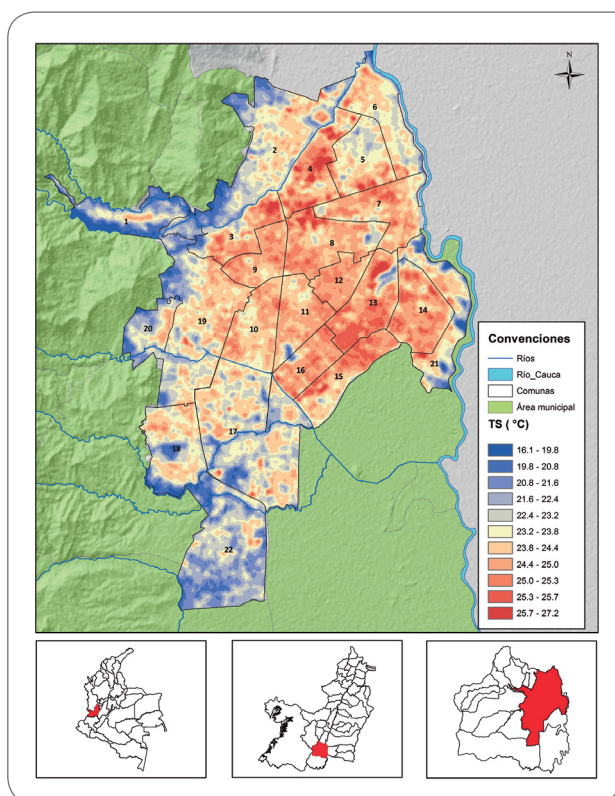 N
6
2
5
4
7
1
3
8
9
12
13
14
11
19
10
20
16
15
21
17
18
22
Convenciones
Ríos
Río_Cauca
Comunas
Área municipal
TS ( °C)
16.1 - 19.8
19.8 - 20.8
20.8 - 21.6
21.6 - 22.4
22.4 - 23.2
23.2 - 23.8
23.8 - 24.4
24.4 - 25.0
25.0 - 25.3
25.3 - 25.7
25.7 - 27.2